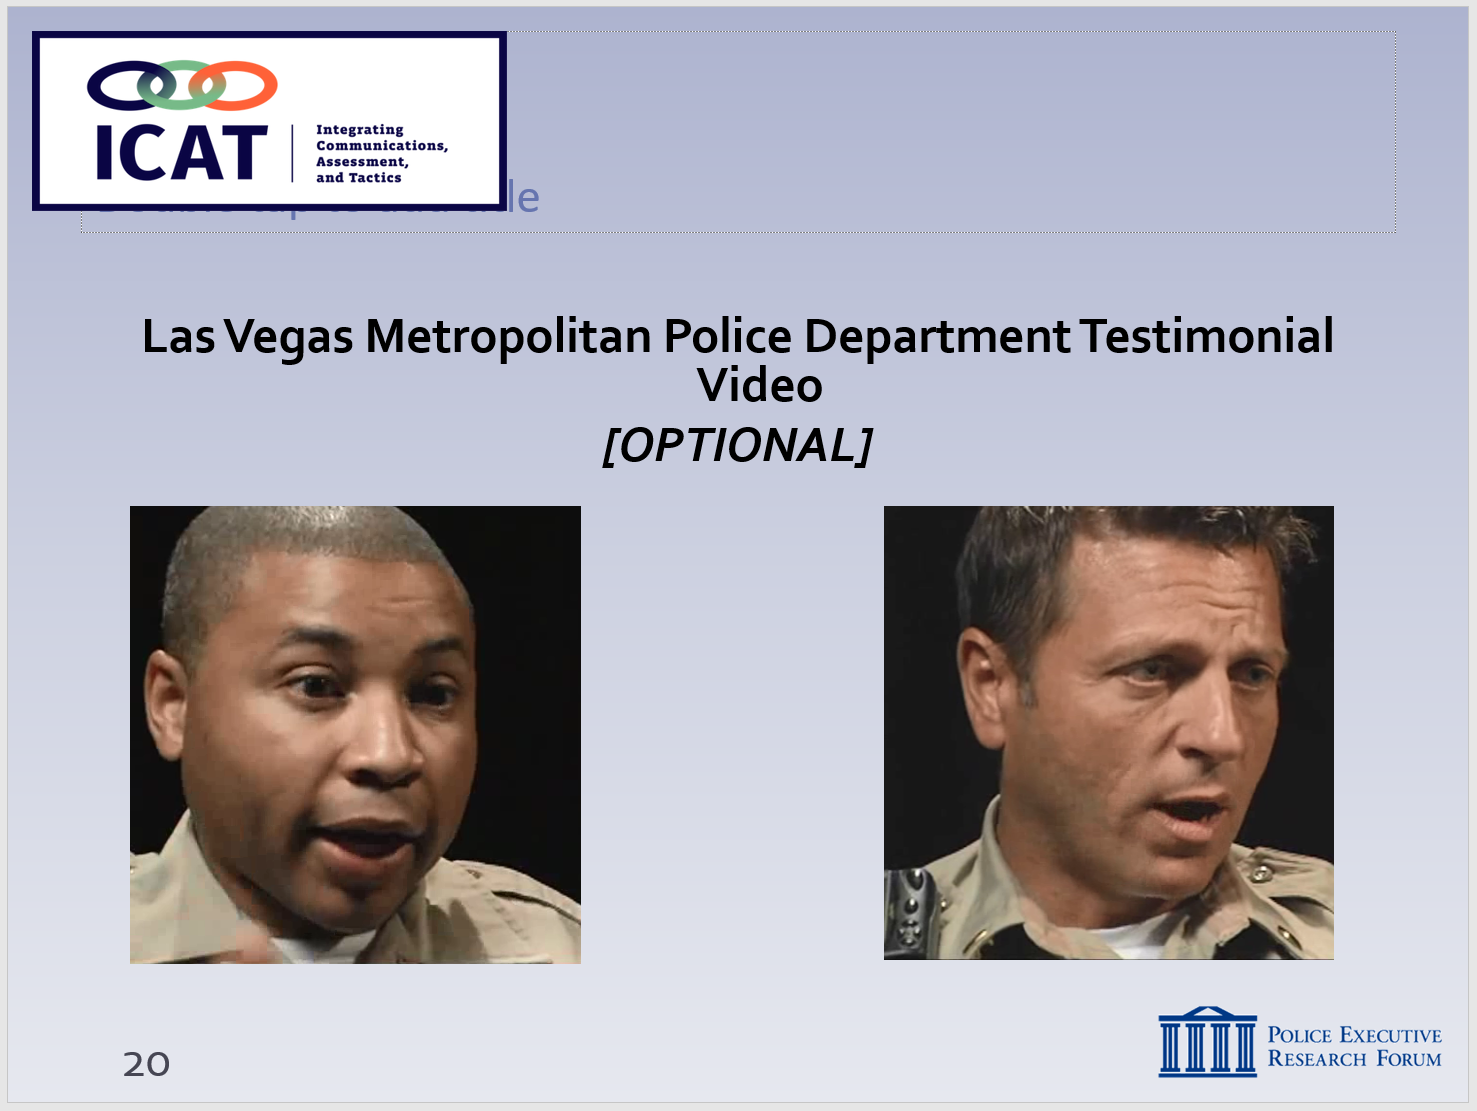 ICAT
Integrating
Communications,
Assessment,
and Tactics
Las Vegas Metropolitan Police Department Testimonial
Video
[OPTIONAL]
20
POLICE EXECUTIVE
RESEARCH FORUM